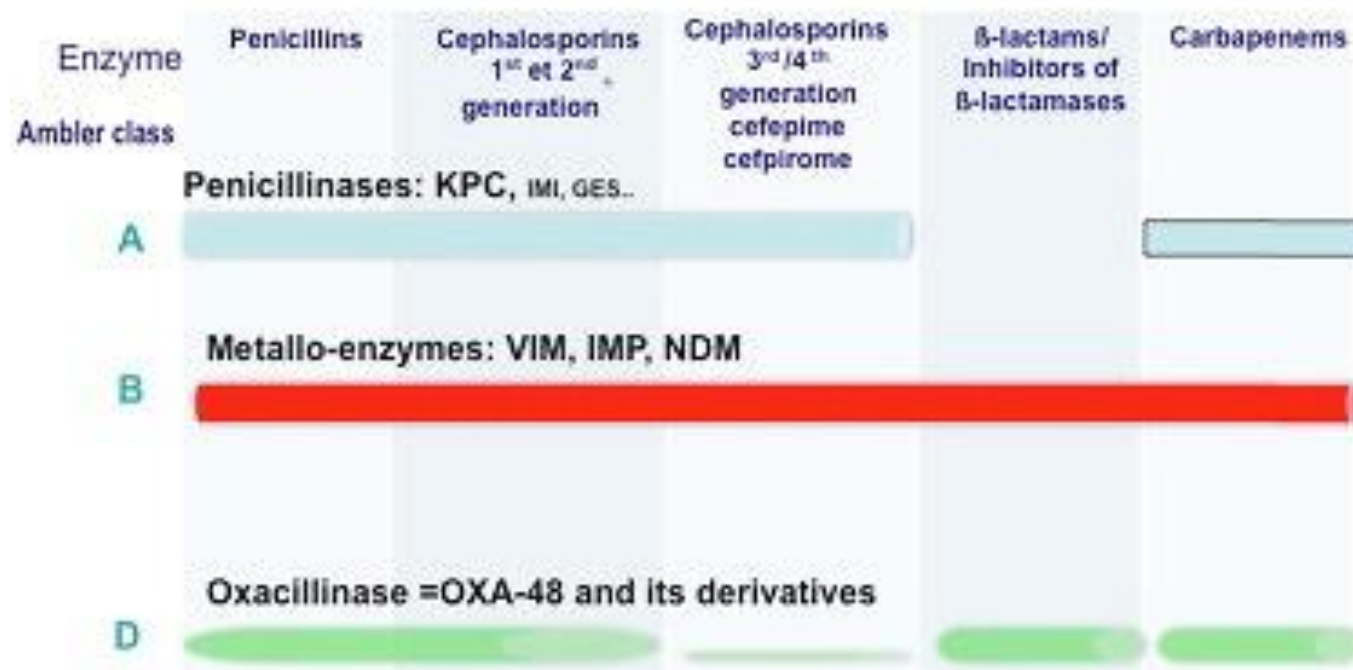 Enzyme
Ambler class
Penicillins
Cephalosporins
1st et 2nd
generation
Cephalosporins
3rd /4th
generation
cefepime
cefpirome
ß-lactams/
Inhibitors of
ß-lactamases
Carbapenems
Penicillinases: KPC, IMI, GES..
A
Metallo-enzymes: VIM, IMP, NDM
B
Oxacillinase =OXA-48 and its derivatives
D